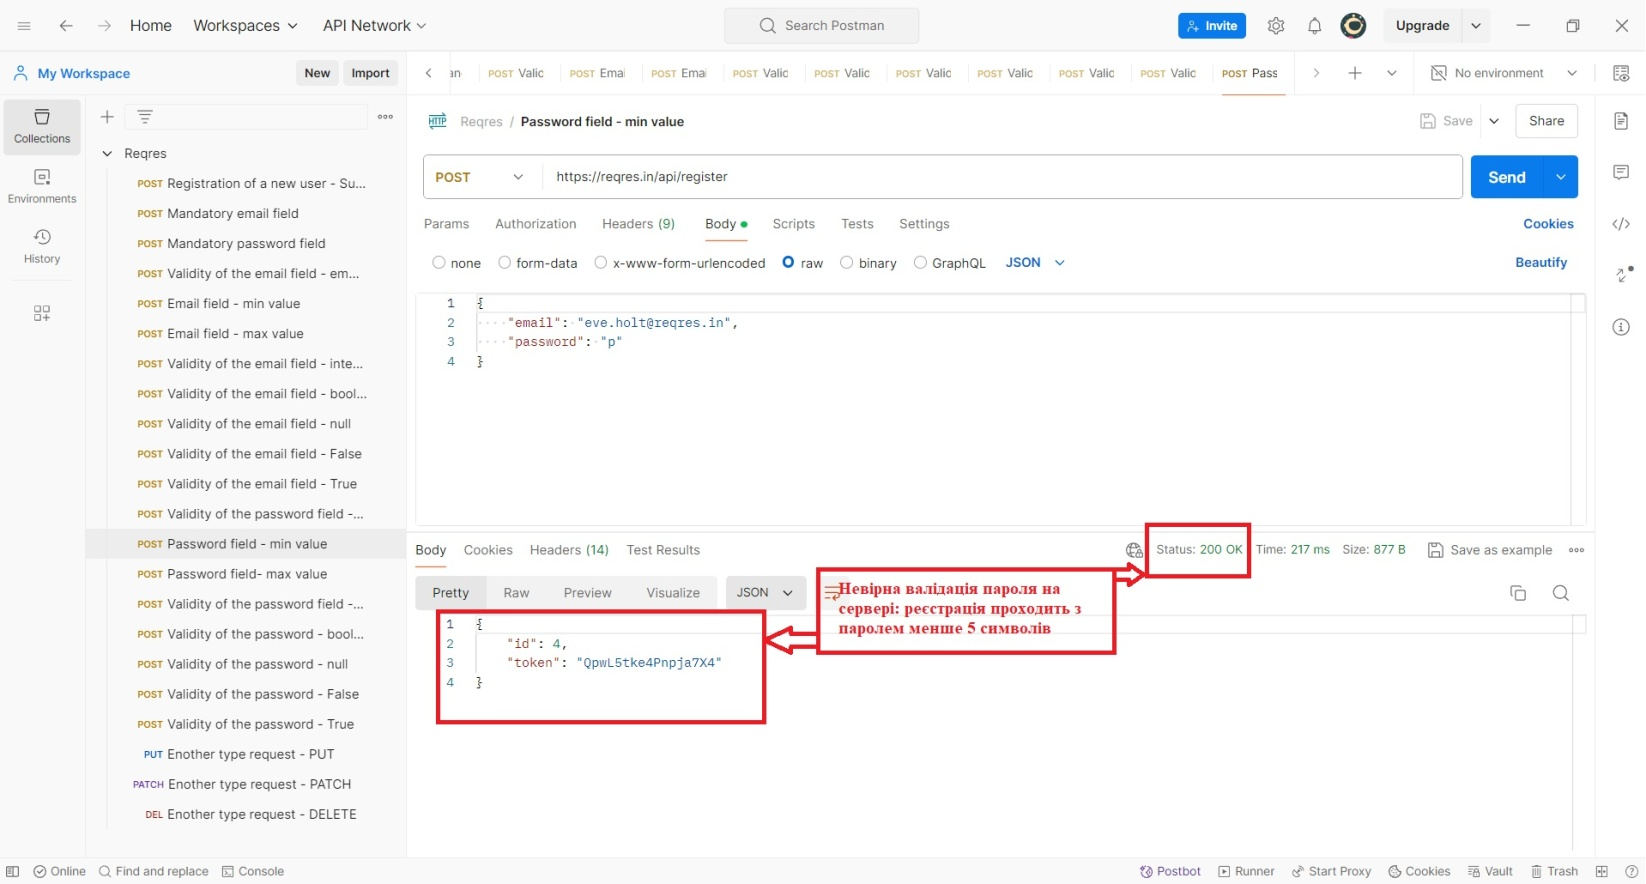 Home
Workspaces
API Network
Search Postman
Invite
Upgrade
My Workspace
New
Import
POST Valic
POST Emai
POST Emai
POST Valic
POST Valic
POST Valic
POST Valic
POST Valic
POST Valic
POST Pass
No environment
Collections
Environments
History
Reqres
POST Registration of a new user - Su...
POST Mandatory email field
POST Mandatory password field
POST Validity of the email field - em...
POST Email field - min value
POST Email field - max value
POST Validity of the email field - inte...
POST Validity of the email field - bool...
POST Validity of the email field - null
POST Validity of the email field - False
POST Validity of the email field - True
POST Validity of the password field -...
POST Password field - min value
POST Password field- max value
POST Validity of the password field -...
POST Validity of the password - bool...
POST Validity of the password - null
POST Validity of the password - False
POST Validity of the password - True
PUT Enother type request - PUT
PATCH Enother type request - PATCH
DEL Enother type request - DELETE
HTTP Reqres / Password field - min value
Save
Share
POST
https://reqres.in/api/register
Send
Params
Authorization
Headers (9)
Body
Scripts
Tests
Settings
Cookies
none
form-data
x-www-form-urlencoded
raw
binary
GraphQL
JSON
Beautify
1 {
2 "email": "eve.holt@reqres.in",
3 "password": "p"
4 }
Body
Cookies
Headers (14)
Test Results
Status: 200 OK
Time: 217 ms
Size: 877 B
Save as example
Pretty
Raw
Preview
Visualize
JSON
Невірна валідація пароля на
сервері: реєстрація проходить з
паролем менше 5 символів
1 {
2 "id": 4,
3 "token": "QpwL5tke4Pnpja7X4"
4 }
Online
Find and replace
Console
Postbot
Runner
Start Proxy
Cookies
Vault
Trash